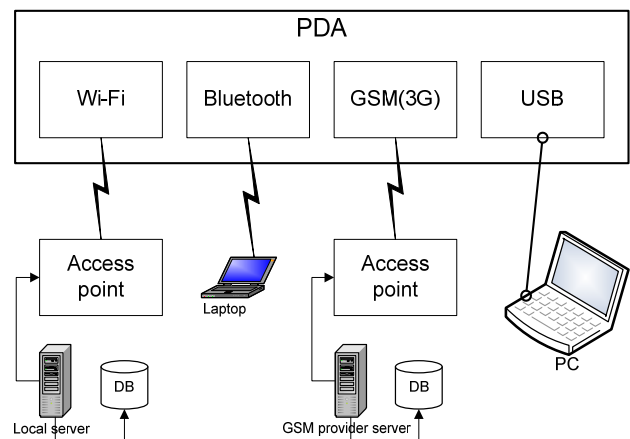 PDA
Wi-Fi
Bluetooth
GSM(3G)
USB
Access
point
Laptop
Access
point
PC
DB
DB
Local server
GSM provider server